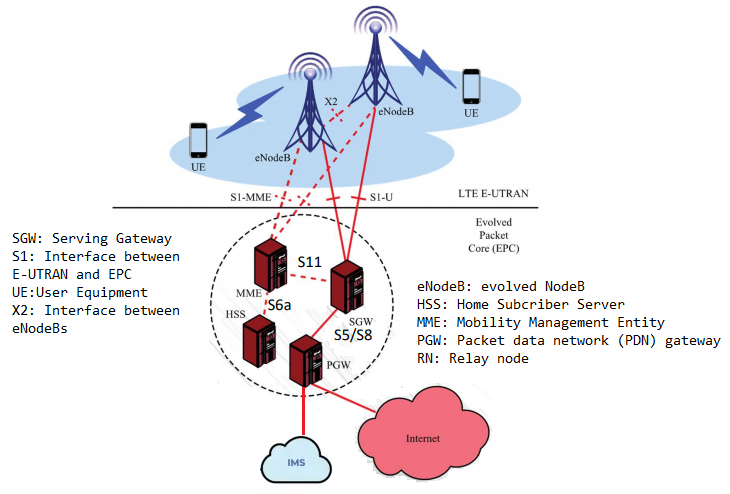 X2
eNodeB
UE
eNodeB
UE
S1-MME
S1-U
LTE E-UTRAN
Evolved
Packet
Core (EPC)
SGW: Serving Gateway
S1: Interface between
E-UTRAN and EPC
UE:User Equipment
X2: Interface between
eNodeBs
S11
MME
S6a
HSS
SGW
S5/S8
PGW
eNodeB: evolved NodeB
HSS: Home Subcriber Server
MME: Mobility Management Entity
PGW: Packet data network (PDN) gateway
RN: Relay node
Internet
IMS